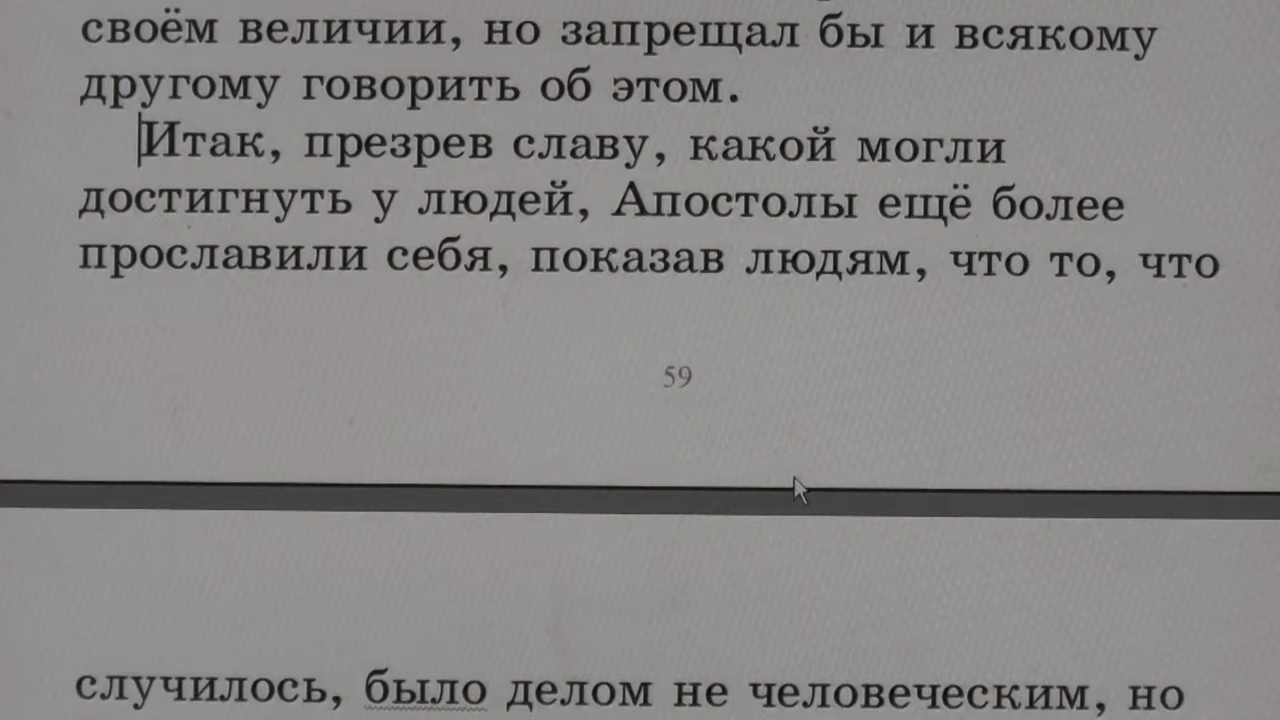 своём величии, но запрещал бы и всякому
другому говорить об этом.
Итак, презрев славу, какой могли
достигнуть у людей, Апостолы ещё более
прославили себя, показав людям, что то, что
59
случилось, было делом не человеческим, но